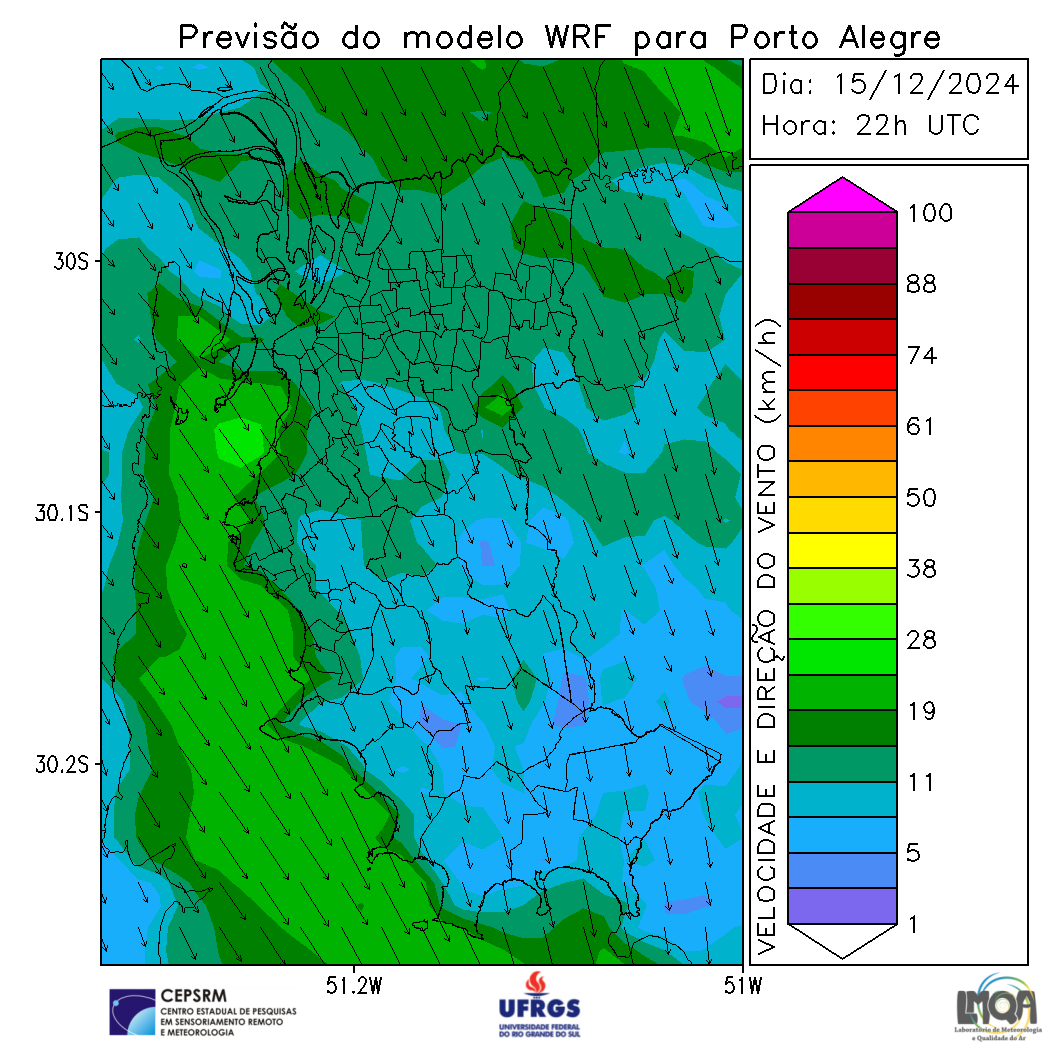 Previsão do modelo WRF para Porto Alegre
Dia: 15/12/2024
Hora: 22h UTC
30S
30.1S
30.2S
51.2W
51W
VELOCIDADE E DIREÇÃO DO VENTO (km/h)
100
88
74
61
50
38
28
19
11
5
1
CEPSRM
CENTRO ESTADUAL DE PESQUISAS
EM SENSORIAMENTO REMOTO
E METEOROLOGIA
UFRGS
UNIVERSIDADE FEDERAL
DO RIO GRANDE DO SUL
LMQA
Laboratório de Meteorologia
e Qualidade do Ar